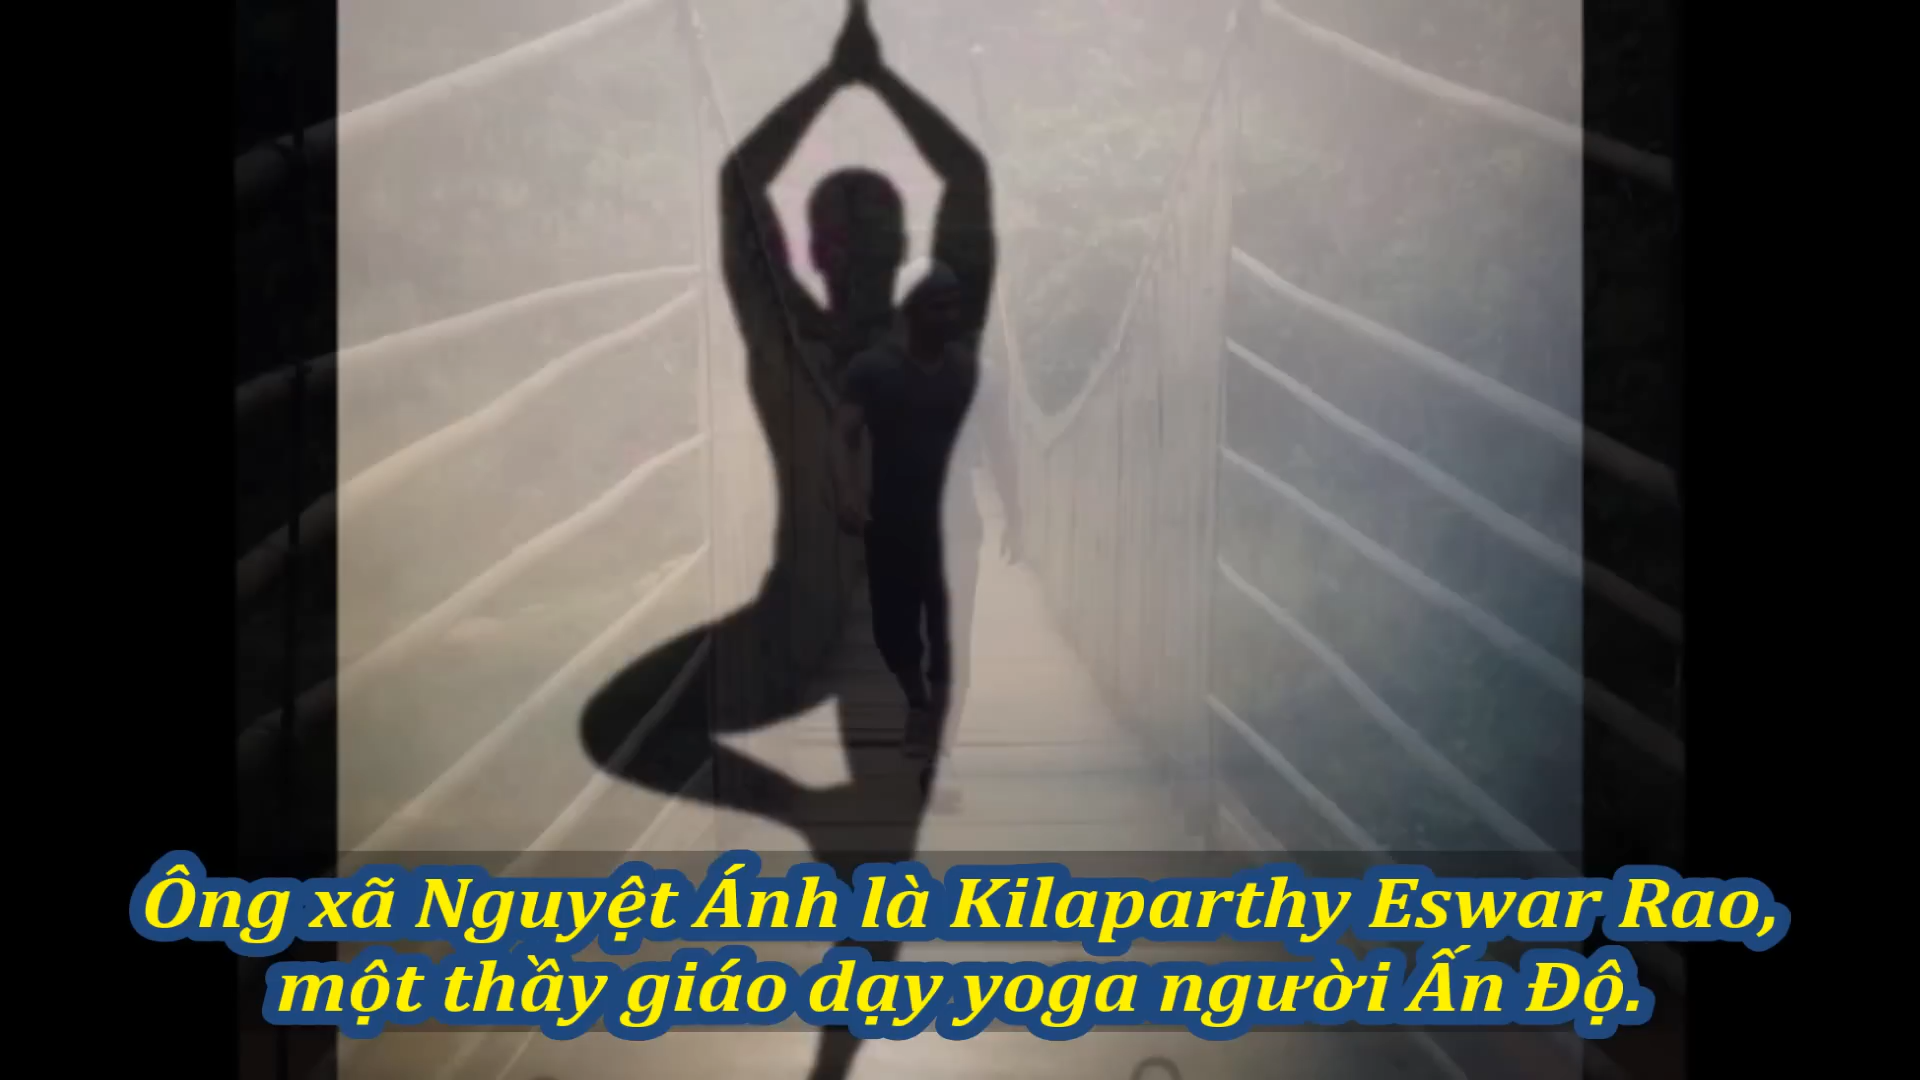 Ông xã Nguyệt Ánh là Kilaparthy Eswar Rao,
một thầy giáo dạy yoga người Ấn Độ.